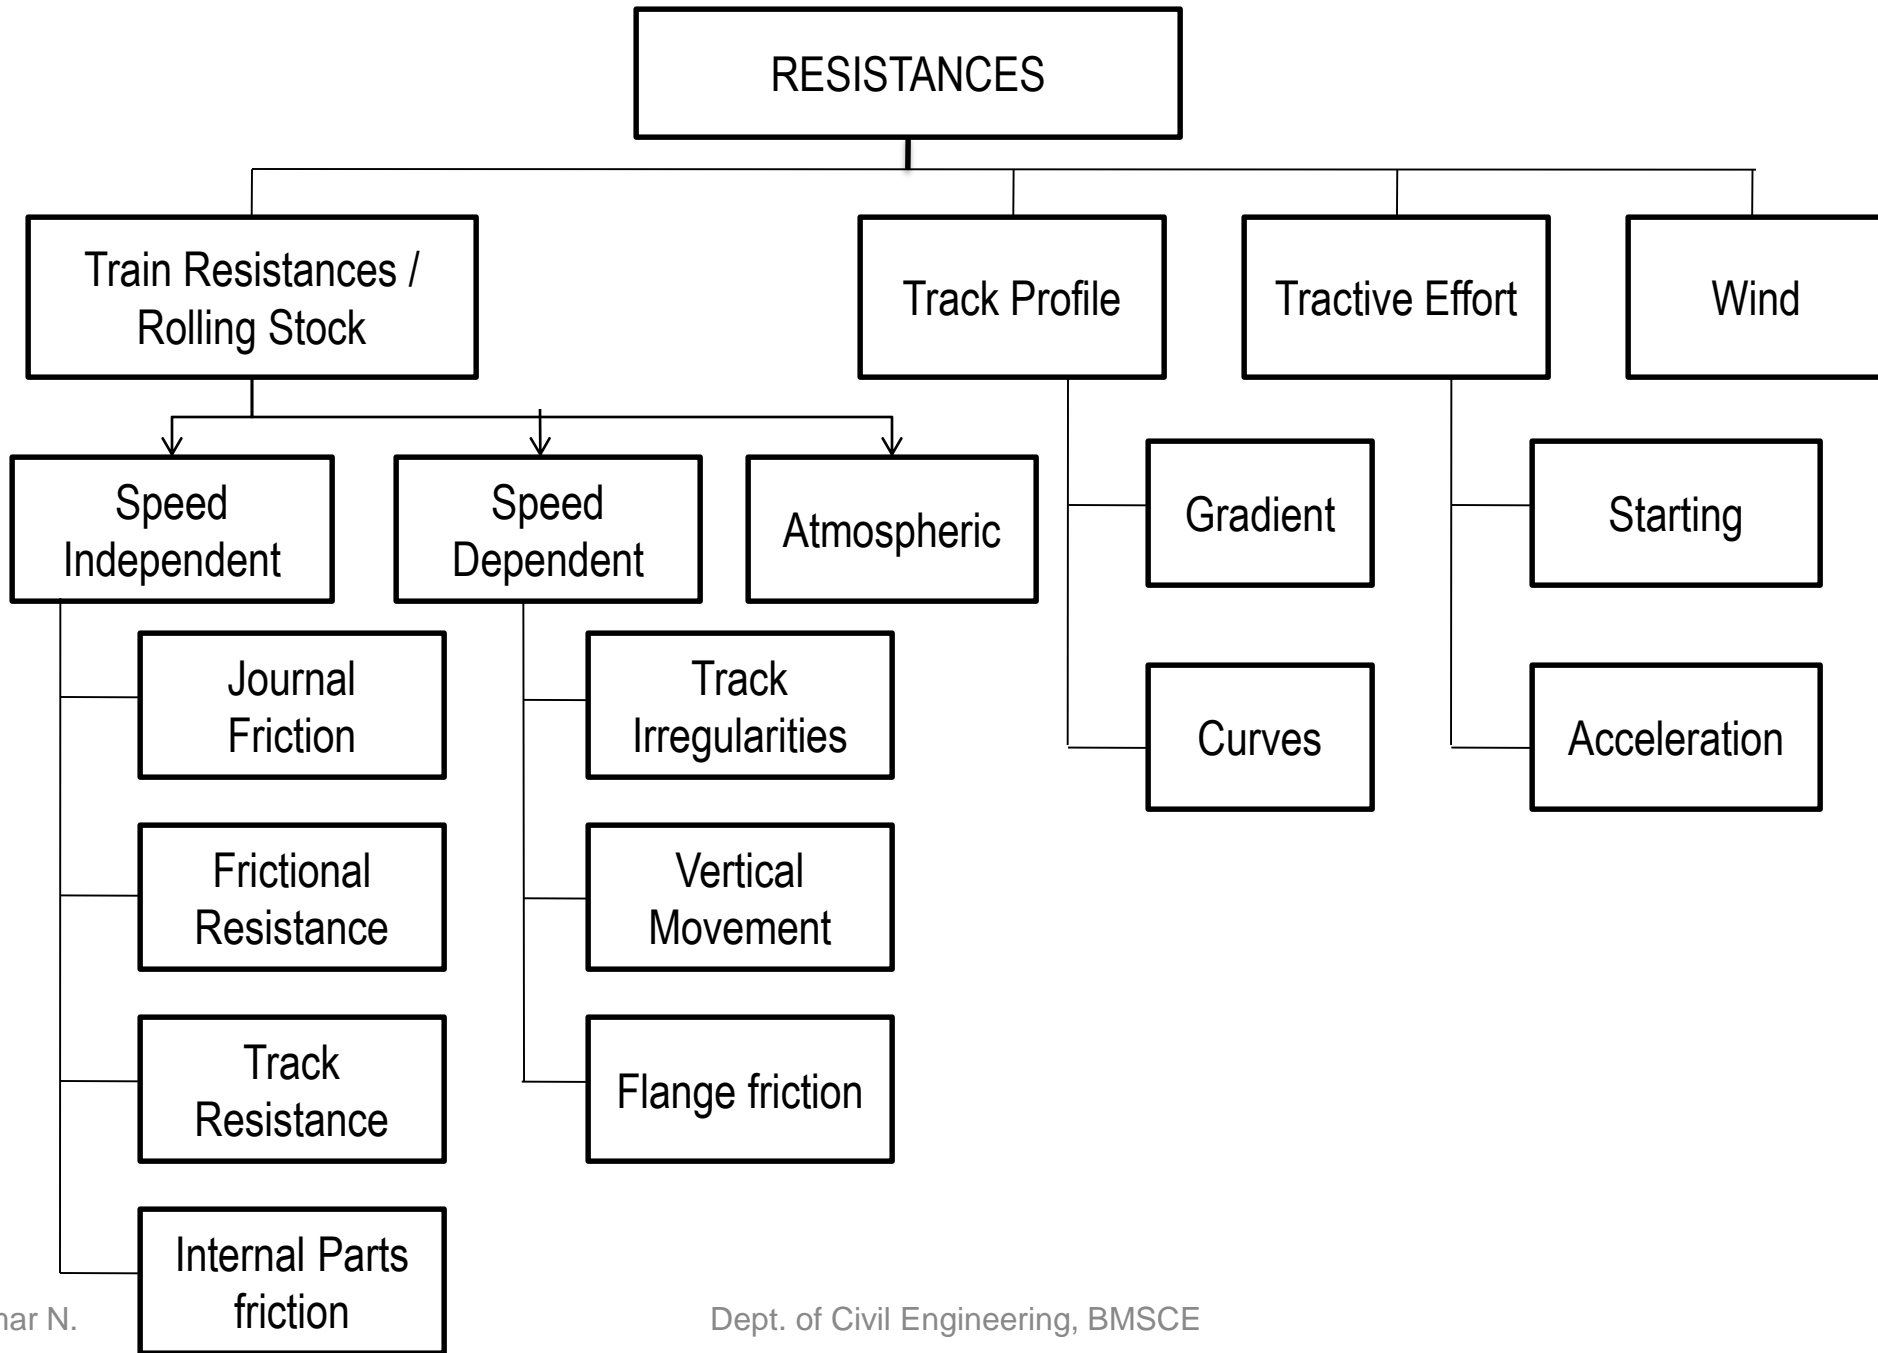 RESISTANCES
Train Resistances /
Rolling Stock
Track Profile
Tractive Effort
Wind
Speed
Independent
Speed
Dependent
Atmospheric
Gradient
Starting
Journal
Friction
Track
Irregularities
Curves
Acceleration
Frictional
Resistance
Vertical
Movement
Track
Resistance
Flange friction
Internal Parts
friction
N.
Dept. of Civil Engineering, BMSCE